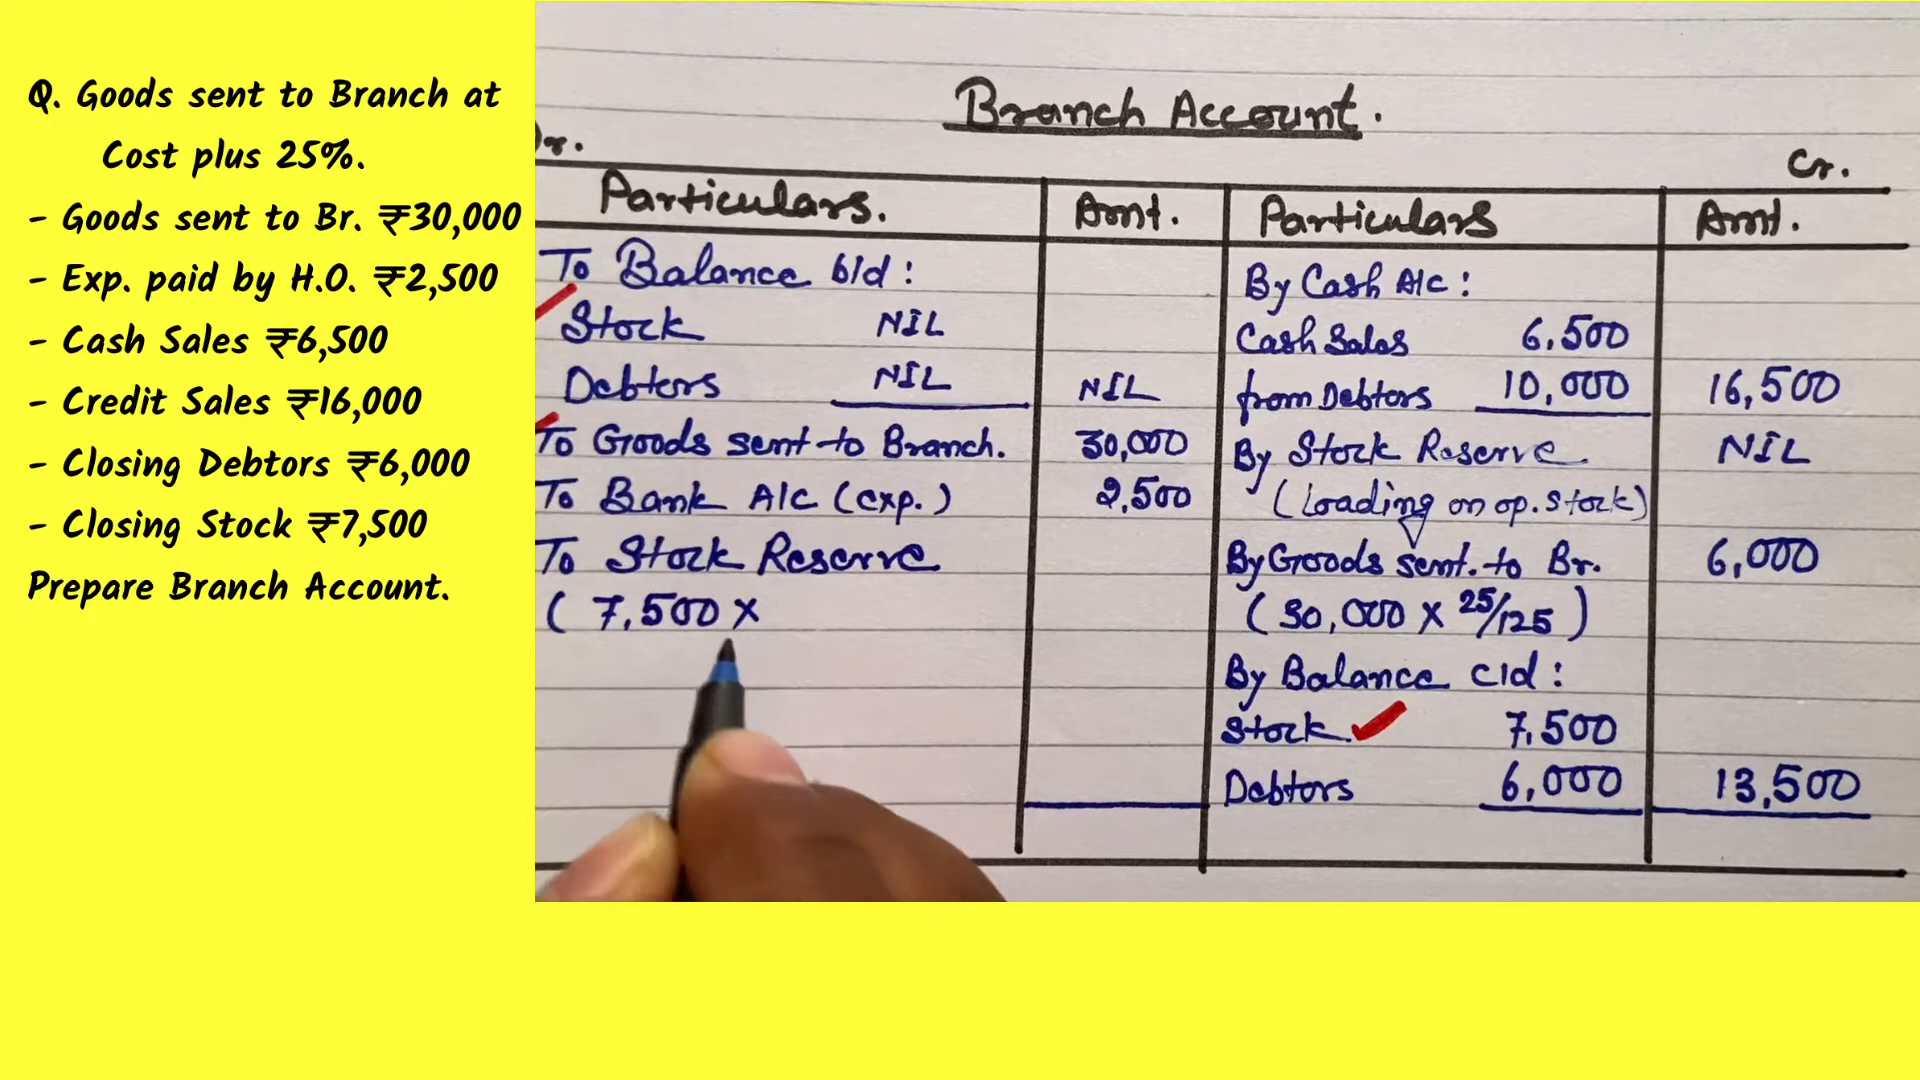 Q. Goods sent to Branch at
Cost plus 25%.
- Goods sent to Br. ₹30,000
- Exp. paid by H.O. ₹2,500
- Cash Sales ₹6,500
- Credit Sales ₹16,000
- Closing Debtors ₹6,000
- Closing Stock ₹7,500
Prepare Branch Account.
Branch Account.
Dr. Cr.
Particulars. Amt. Particulars Amt.
To Balance b/d :
Stock NIL
Debtors NIL NIL
To Goods sent to Branch. 30,000
To Bank A/c (exp.) 2,500
To Stock Reserve
( 7,500 ×
By Cash A/c :
Cash Sales 6,500
from Debtors 10,000 16,500
By Stock Reserve NIL
(Loading on op. Stock)
By Goods sent. to Br. 6,000
( 30,000 × 25/125 )
By Balance c/d :
Stock 7,500
Debtors 6,000 13,500